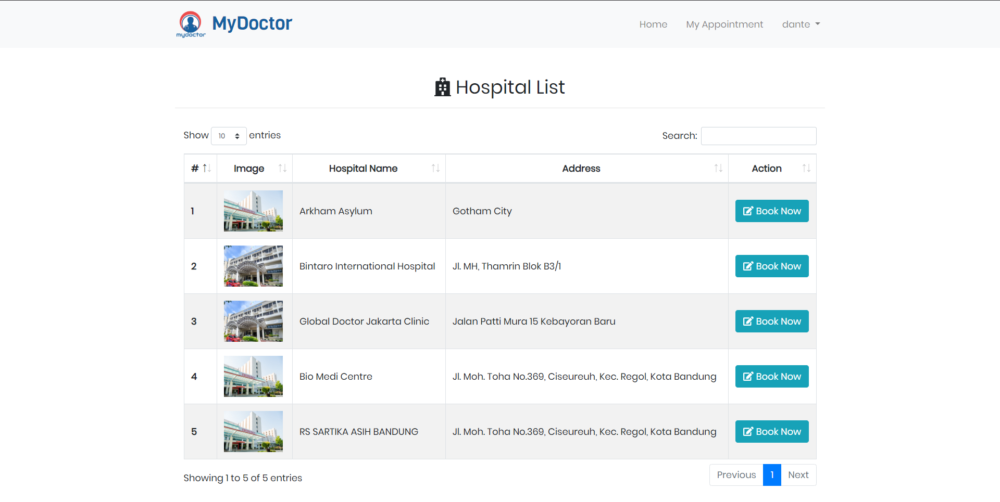 mydoctor
MyDoctor
Home
My Appointment
dante
Hospital List
Show 10 entries
Search:
# Image Hospital Name Address Action
1 Arkham Asylum Gotham City Book Now
2 Bintaro International Hospital Jl. MH, Thamrin Blok B3/1 Book Now
3 Global Doctor Jakarta Clinic Jalan Patti Mura 15 Kebayoran Baru Book Now
4 Bio Medi Centre Jl. Moh. Toha No.369, Ciseureuh, Kec. Regol, Kota Bandung Book Now
5 RS SARTIKA ASIH BANDUNG Jl. Moh. Toha No.369, Ciseureuh, Kec. Regol, Kota Bandung Book Now
Showing 1 to 5 of 5 entries
Previous 1 Next